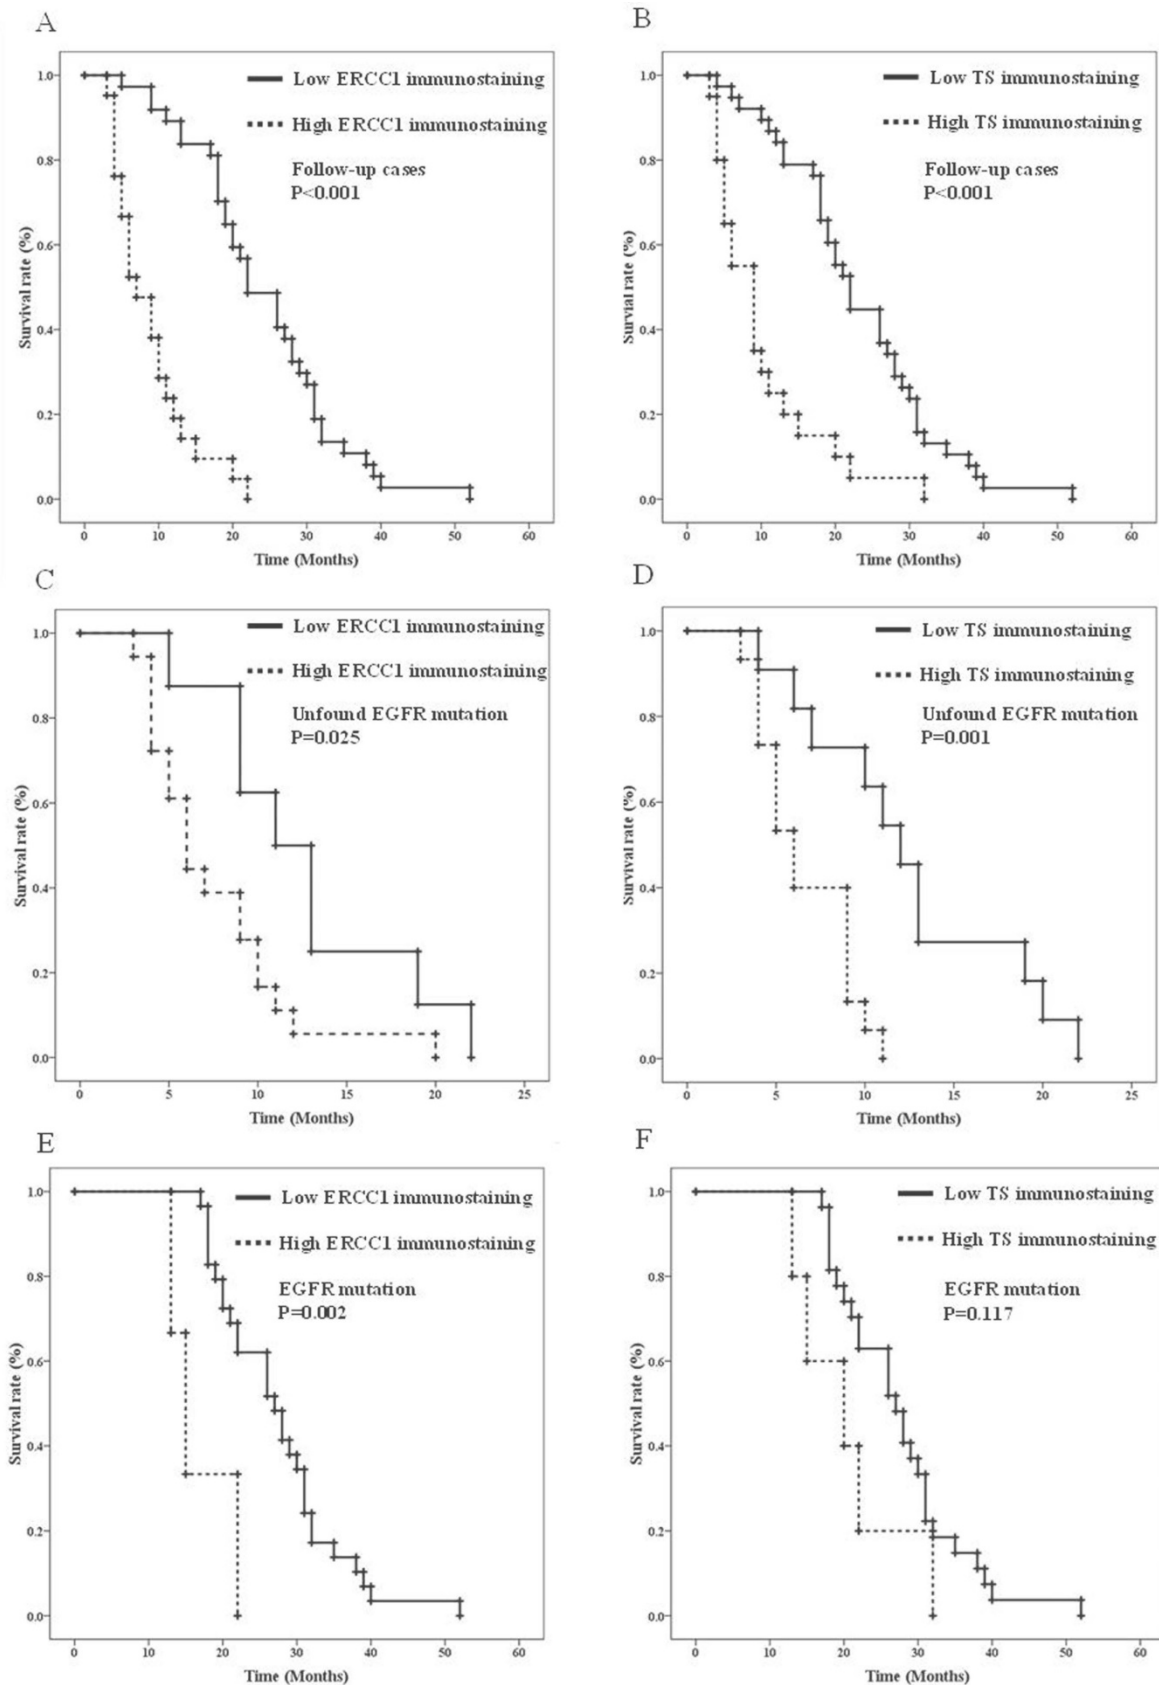 A
Low ERCC1 immunostaining
High ERCC1 immunostaining
Follow-up cases
P<0.001
Survival rate (%)
1.0
0.8
0.6
0.4
0.2
0.0
0 10 20 30 40 50 60
Time (Months)
B
Low TS immunostaining
High TS immunostaining
Follow-up cases
P<0.001
Survial rate (%)
1.0
0.8
0.6
0.4
0.2
0.0
0 10 20 30 40 50 60
Time (Months)
C
Low ERCC1 immunostaining
High ERCC1 immunostaining
Unfound EGFR mutation
P=0.025
Survival rate (%)
1.0
0.8
0.6
0.4
0.2
0.0
0 5 10 15 20 25
Time (Months)
D
Low TS immunostaining
High TS immunostaining
Unfound EGFR mutation
P=0.001
Survival rate (%)
1.0
0.8
0.6
0.4
0.2
0.0
0 5 10 15 20 25
Time (Months)
E
Low ERCC1 immunostaining
High ERCC1 immunostaining
EGFR mutation
P=0.002
Survival rate (%)
1.0
0.8
0.6
0.4
0.2
0.0
0 10 20 30 40 50 60
Time (Months)
F
Low TS immunostaining
High TS immunostaining
EGFR mutation
P=0.117
Survival rate (%)
1.0
0.8
0.6
0.4
0.2
0.0
0 10 20 30 40 50 60
Time (Months)